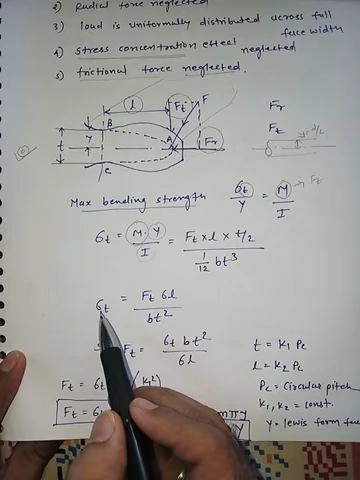 2) Radial force neglected
3) load is uniformly distributed across full face width
4) stress concentration effect neglected
5) frictional force neglected.
l Ft F
B
t y A Fr
C
Fr
Ft
Max bending strength σt/y = M/I → Ft
σt = M.y/I = Ft x l x t/2 / 1/12 bt³
σt = Ft 6l / bt²
Ft = σt bt² / 6l
t = k1 Pc
l = k2 Pc
Pc = Circular pitch
k1, k2 = const.
y = lewis form